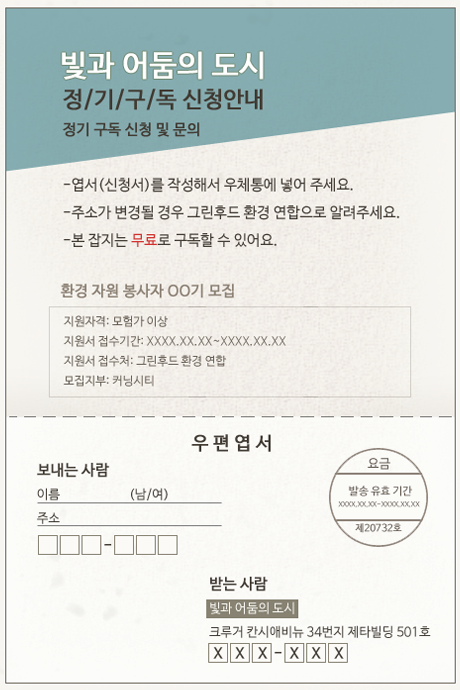 빛과 어둠의 도시
정/기/구/독 신청안내
정기 구독 신청 및 문의
-엽서(신청서)를 작성해서 우체통에 넣어 주세요.
-주소가 변경될 경우 그린후드 환경 연합으로 알려주세요.
-본 잡지는 무료로 구독할 수 있어요.
환경 자원 봉사자 OO기 모집
지원자격: 모험가 이상
지원서 접수기간: XXXX.XX.XX~XXXX.XX.XX
지원서 접수처: 그린후드 환경 연합
모집지부: 커닝시티
우편엽서
보내는 사람
이름 (남/여)
주소
-
요금
발송 유효 기간
XXXX.XX.XX-XXXX.XX.XX
제20732호
받는 사람
빛과 어둠의 도시
크루거 칸시애비뉴 34번지 제타빌딩 501호
X X X - X X X